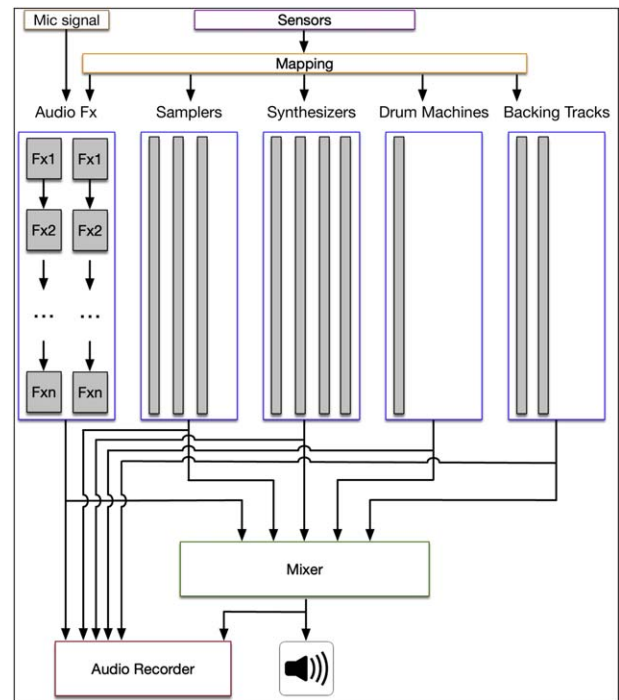 Mic signal
Sensors
Mapping
Audio Fx
Samplers
Synthesizers
Drum Machines
Backing Tracks
Fx1
Fx1
Fx2
Fx2
...
...
Fxn
Fxn
Mixer
Audio Recorder